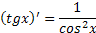 (tgx)' = 1/cos²x